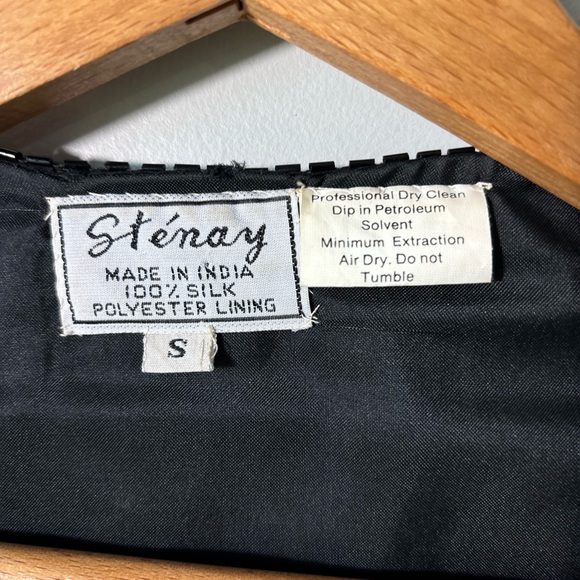 Sténay
MADE IN INDIA
100% SILK
POLYESTER LINING
S
Professional Dry Clean
Dip in Petroleum
Solvent
Minimum Extraction
Air Dry. Do not
Tumble